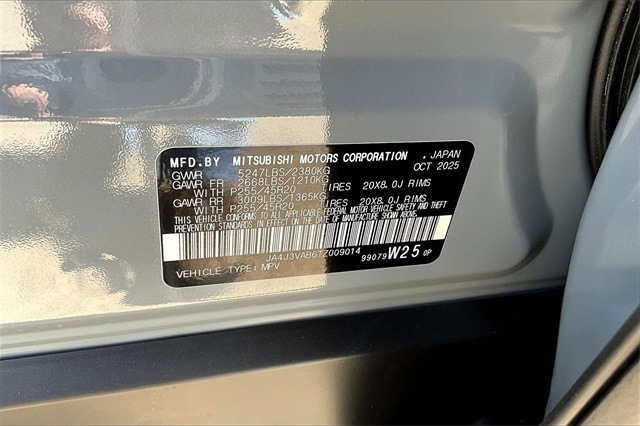 MFD.BY MITSUBISHI MOTORS CORPORATION , JAPAN
GVWR 5247LBS/2380KG OCT 2025
GAWR FR 2668LBS/1210KG
WITH P255/45R20 TIRES 20X8.0J RIMS
GAWR RR 3009LBS/1365KG
WITH P255/45R20 TIRES 20X8.0J RIMS
THIS VEHICLE CONFORMS TO ALL APPLICABLE FEDERAL MOTOR VEHICLE SAFETY AND THEFT
PREVENTION STANDARDS IN EFFECT ON THE DATE OF MANUFACTURE SHOWN ABOVE.
JA4J3VAB6TZ009014
99079 W25 0P
VEHICLE TYPE: MPV